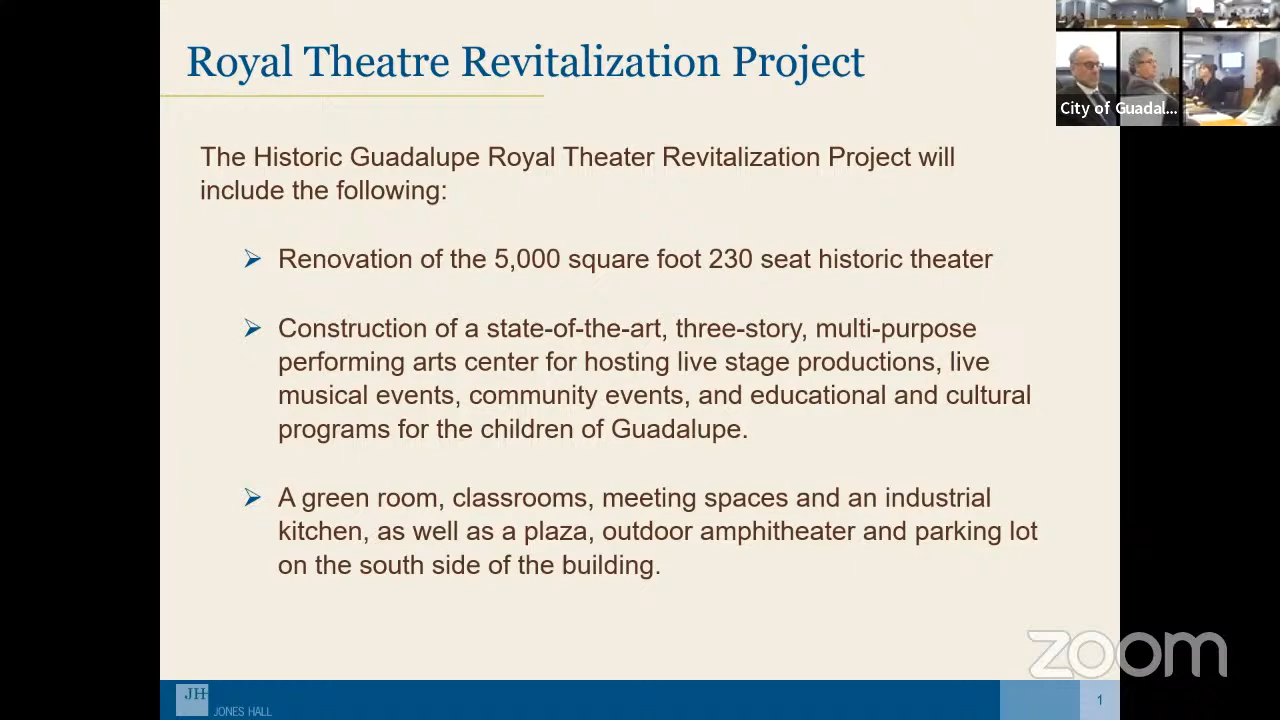 Royal Theatre Revitalization Project
City of Guadal...
The Historic Guadalupe Royal Theater Revitalization Project will
include the following:
Renovation of the 5,000 square foot 230 seat historic theater
Construction of a state-of-the-art, three-story, multi-purpose
performing arts center for hosting live stage productions, live
musical events, community events, and educational and cultural
programs for the children of Guadalupe.
A green room, classrooms, meeting spaces and an industrial
kitchen, as well as a plaza, outdoor amphitheater and parking lot
on the south side of the building.
zoom
JH
JONES HALL
1